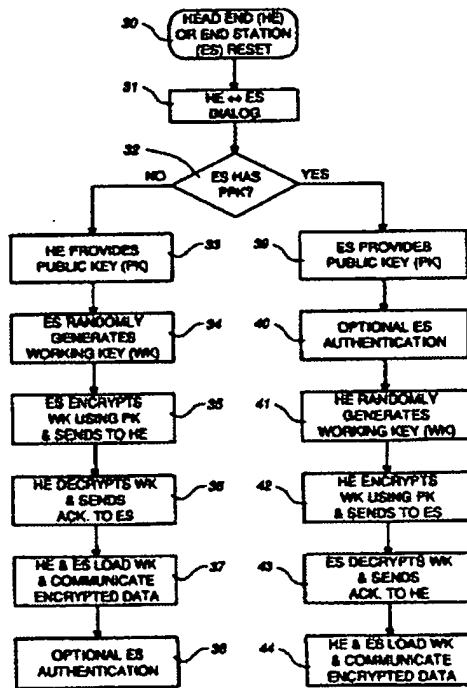 30
HEAD END (HE)
OR END STATION
(ES) RESET
31
HE ↔ ES
DIALOG
32
ES HAS
PPK?
NO
YES
HE PROVIDES
PUBLIC KEY (PK)
33
ES RANDOMLY
GENERATES
WORKING KEY (WK)
34
ES ENCRYPTS
WK USING PK
& SENDS TO HE
35
HE DECRYPTS WK
& SENDS
ACK. TO ES
36
HE & ES LOAD WK
& COMMUNICATE
ENCRYPTED DATA
37
OPTIONAL ES
AUTHENTICATION
38
39
ES PROVIDES
PUBLIC KEY (PK)
40
OPTIONAL ES
AUTHENTICATION
41
HE RANDOMLY
GENERATES
WORKING KEY (WK)
42
HE ENCRYPTS
WK USING PK
& SENDS TO ES
43
ES DECRYPTS WK
& SENDS
ACK. TO HE
44
HE & ES LOAD WK
& COMMUNICATE
ENCRYPTED DATA